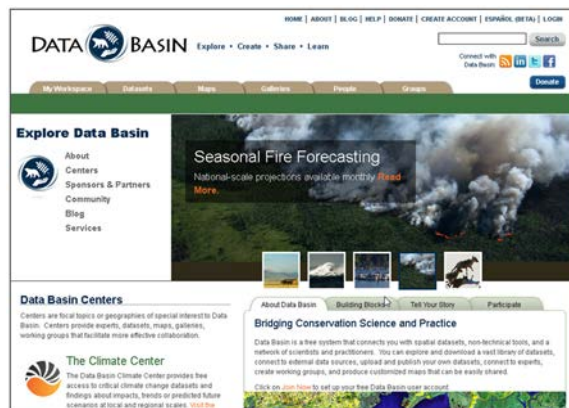 HOME | ABOUT | BLOG | HELP | DONATE | CREATE ACCOUNT | ESPAÑOL (BETA) | LOGIN
DATA BASIN
Explore • Create • Share • Learn
Search
Connect with
Data Basin:
Donate
My Workspace Datasets Maps Galleries People Groups
Explore Data Basin
About
Centers
Sponsors & Partners
Community
Blog
Services
Seasonal Fire Forecasting
National-scale projections available monthly Read
More.
Data Basin Centers
Centers are focal topics or geographies of special interest to Data
Basin. Centers provide experts, datasets, maps, galleries,
working groups that facilitate more effective collaboration.
The Climate Center
The Data Basin Climate Center provides free
access to critical climate change datasets and
findings about impacts, trends or predicted future
scenarios at local and regional scales. Visit the
About Data Basin Building Blocks Tell Your Story Participate
Bridging Conservation Science and Practice
Data Basin is a free system that connects you with spatial datasets, non-technical tools, and a
network of scientists and practitioners. You can explore and download a vast library of datasets,
connect to external data sources, upload and publish your own datasets, connect to experts,
create working groups, and produce customized maps that can be easily shared.
Click on Join Now to set up your free Data Basin user account.